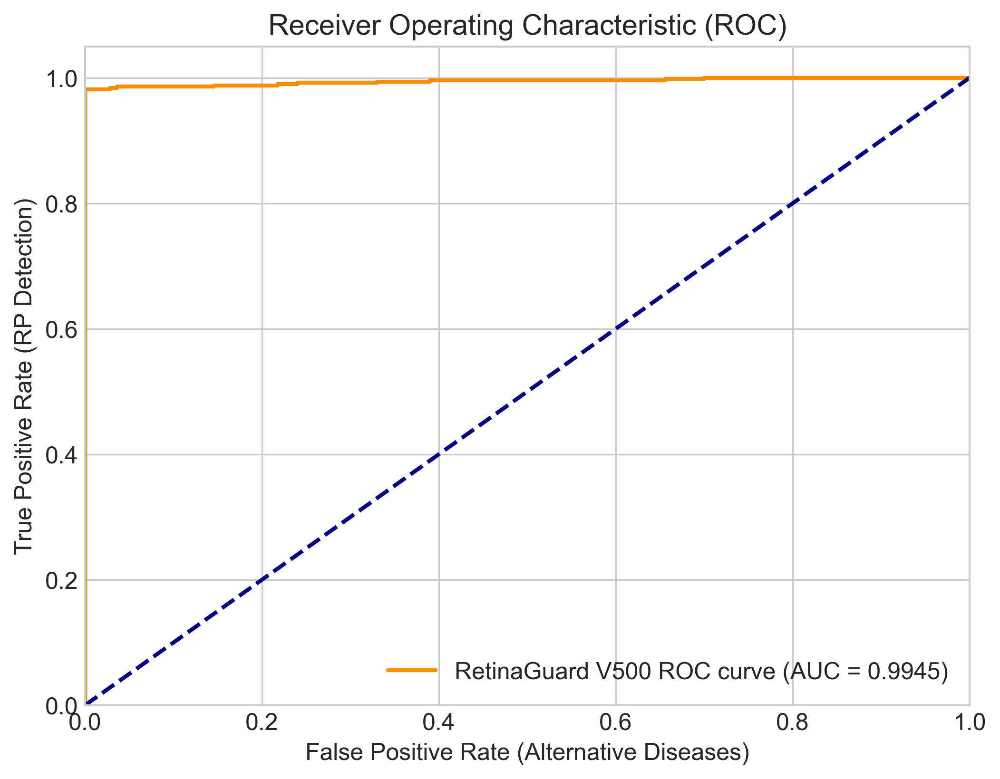 Receiver Operating Characteristic (ROC)
True Positive Rate (RP Detection)
1.0
0.8
0.6
0.4
0.2
0.0
RetinaGuard V500 ROC curve (AUC = 0.9945)
0.0 0.2 0.4 0.6 0.8 1.0
False Positive Rate (Alternative Diseases)